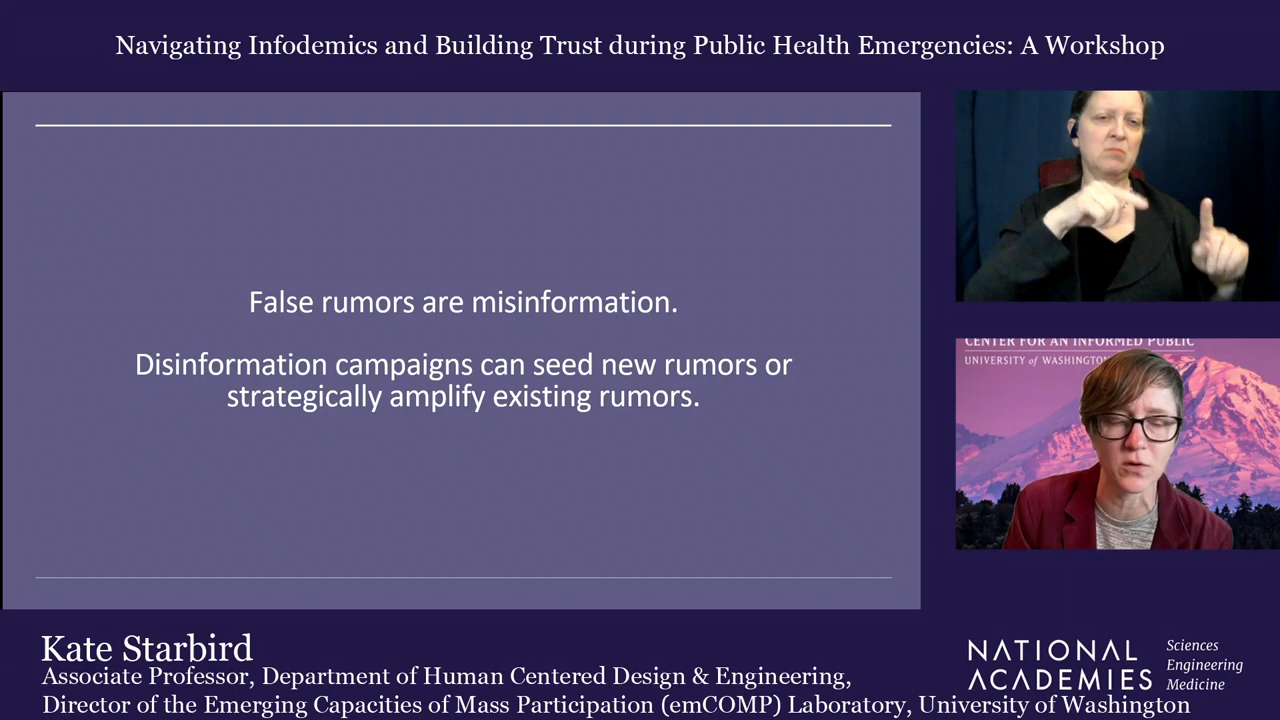 Navigating Infodemics and Building Trust during Public Health Emergencies: A Workshop
False rumors are misinformation.
Disinformation campaigns can seed new rumors or
strategically amplify existing rumors.
CENTER FOR AN INFORMED PUBLIC
UNIVERSITY of WASHINGTON
Kate Starbird
Associate Professor, Department of Human Centered Design & Engineering,
Director of the Emerging Capacities of Mass Participation (emCOMP) Laboratory, University of Washington
NATIONAL
ACADEMIES
Sciences
Engineering
Medicine